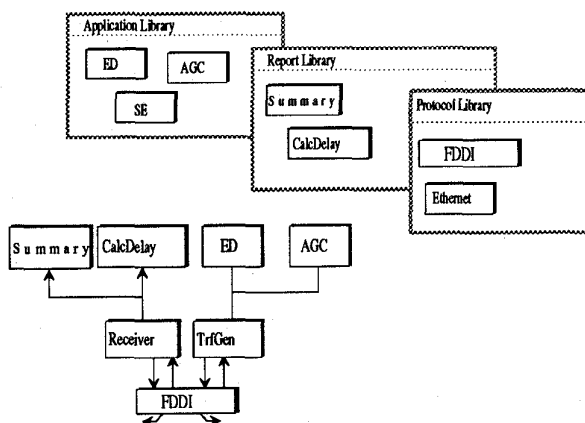 Application Library
ED
AGC
SE
Report Library
Summary
CalcDelay
Protocol Library
FDDI
Ethernet
Summary
CalcDelay
ED
AGC
Receiver
TrfGen
FDDI